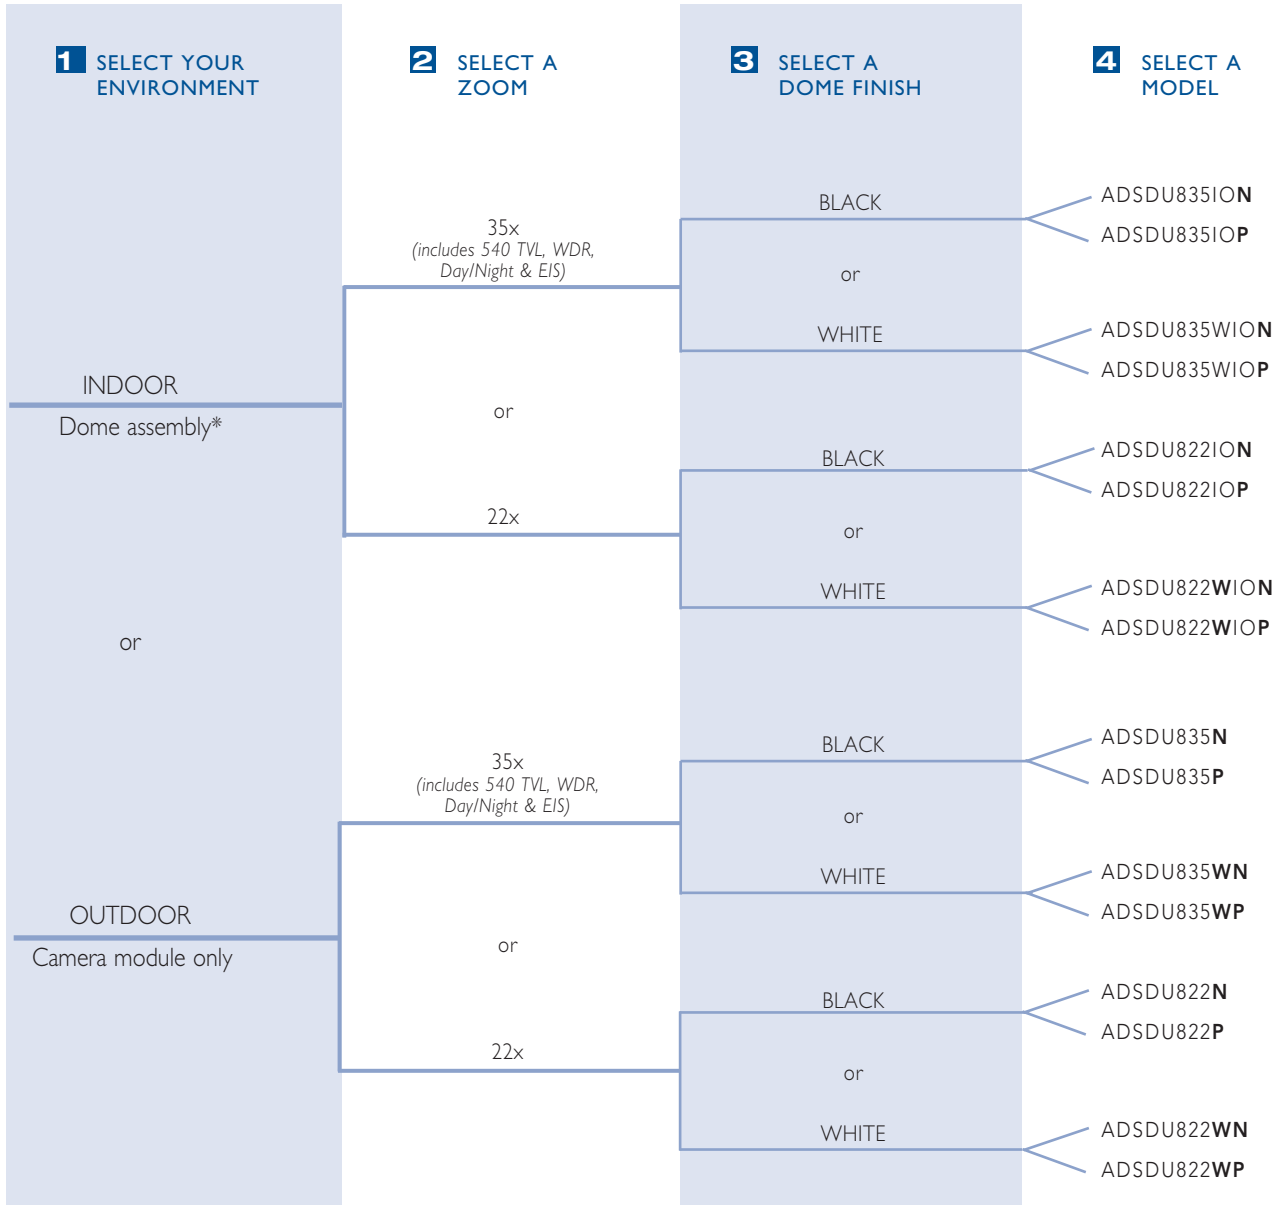 1 SELECT YOUR
ENVIRONMENT
2 SELECT A
ZOOM
3 SELECT A
DOME FINISH
4 SELECT A
MODEL
INDOOR
Dome assembly*
or
OUTDOOR
Camera module only
35x
(includes 540 TVL, WDR,
Day/Night & EIS)
or
22x
35x
(includes 540 TVL, WDR,
Day/Night & EIS)
or
22x
BLACK
or
WHITE
BLACK
or
WHITE
BLACK
or
WHITE
BLACK
or
WHITE
ADSDU835ION
ADSDU835IOP
ADSDU835WION
ADSDU835WIOP
ADSDU822ION
ADSDU822IOP
ADSDU822WION
ADSDU822WIOP
ADSDU835N
ADSDU835P
ADSDU835WN
ADSDU835WP
ADSDU822N
ADSDU822P
ADSDU822WN
ADSDU822WP